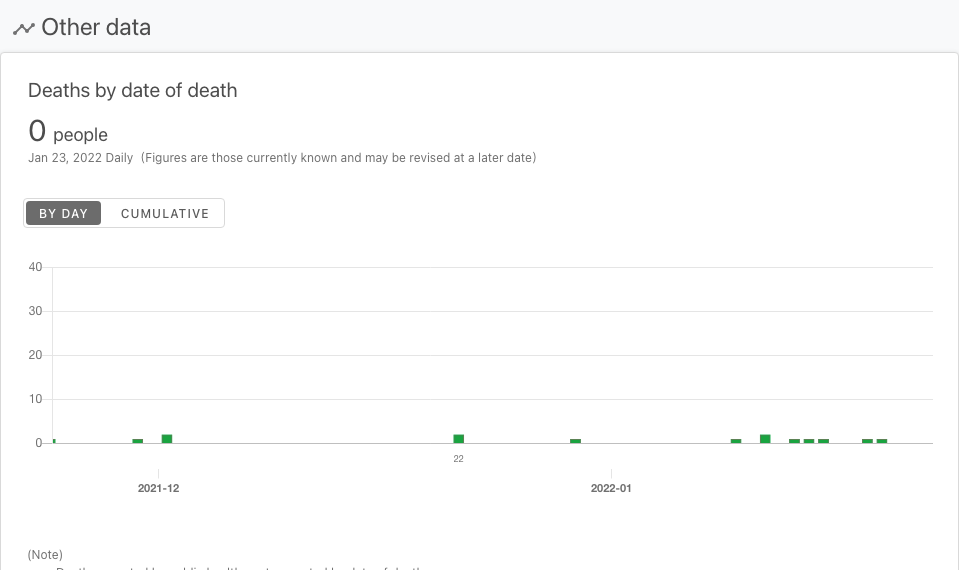 Other data
Deaths by date of death
0 people
Jan 23, 2022 Daily (Figures are those currently known and may be revised at a later date)
BY DAY CUMULATIVE
40
30
20
10
0
22
2021-12 2022-01
(Note)